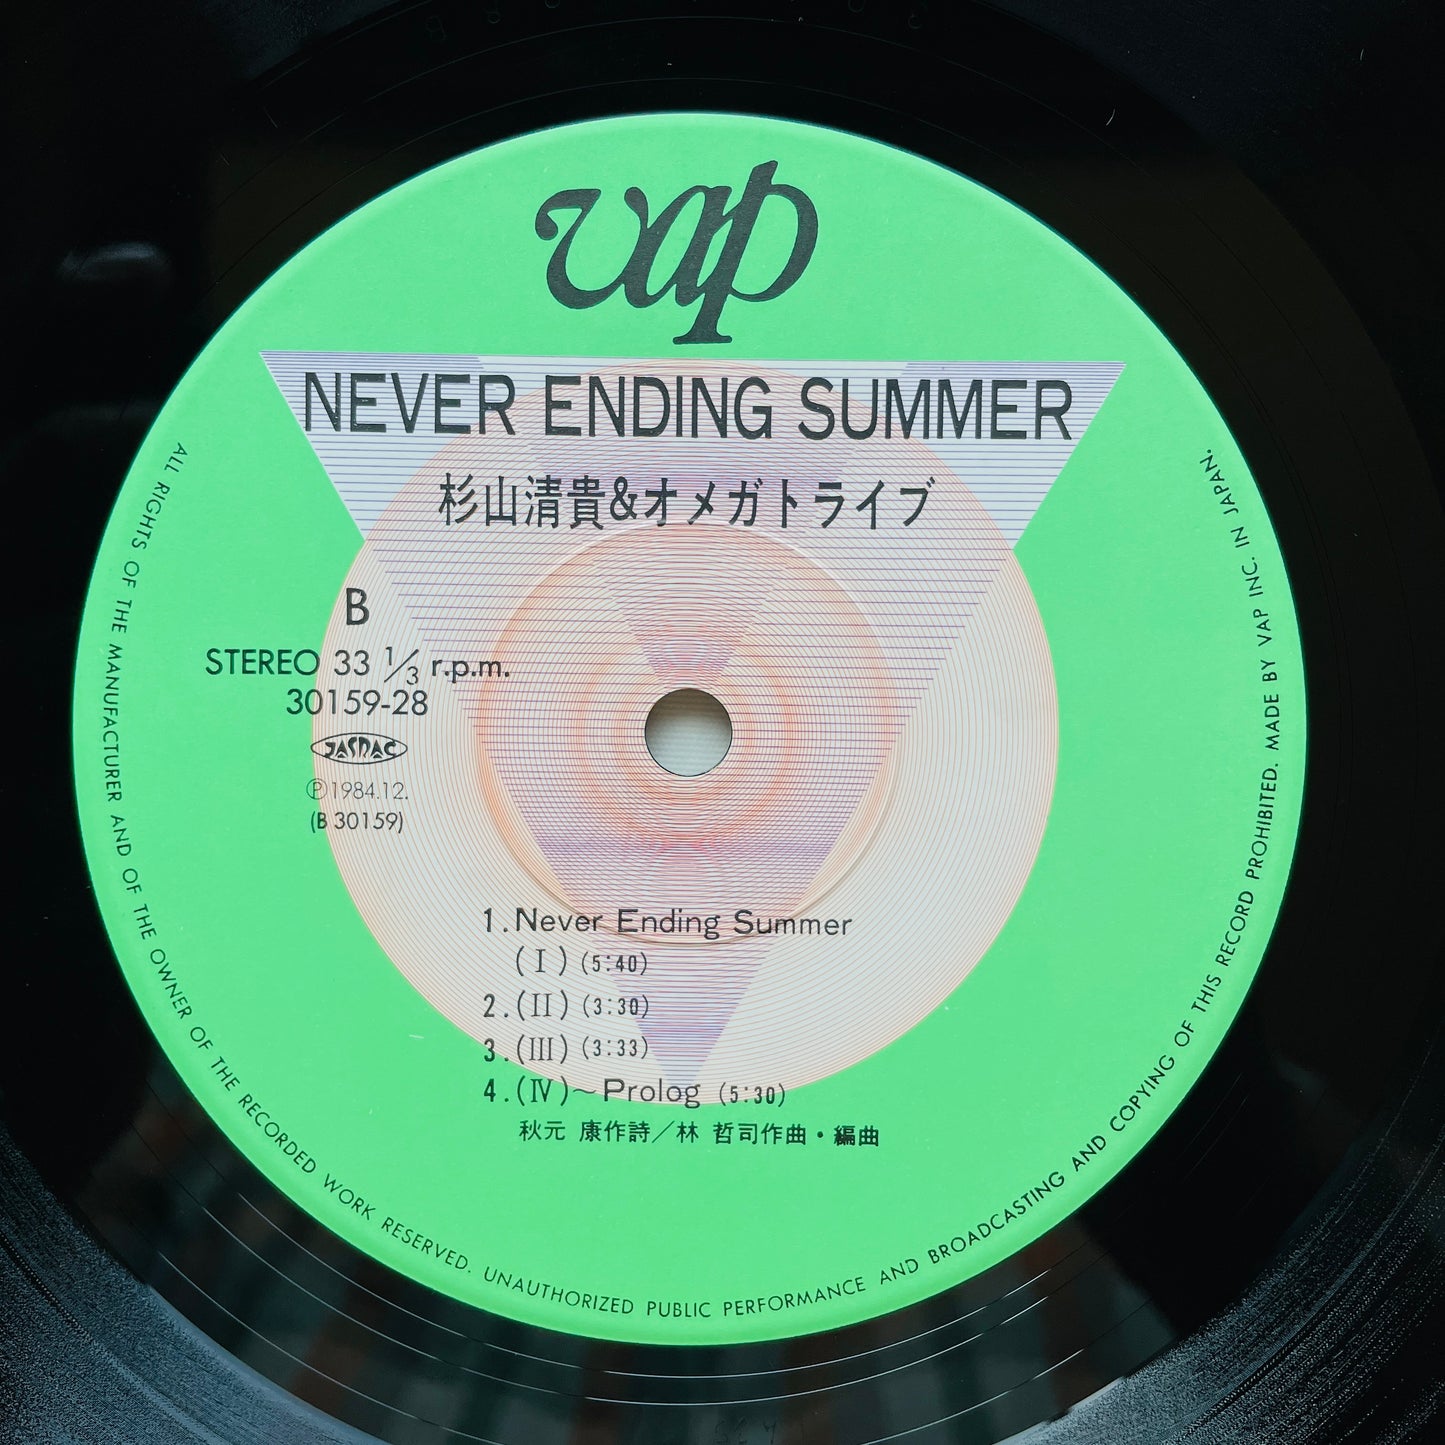 vap
NEVER ENDING SUMMER
杉山清貴&オメガトライブ
B
STEREO 33 1/3 r.p.m.
30159-28
JASRAC
Ⓟ1984.12.
(B 30159)
1.Never Ending Summer
(I) (5:40)
2.(II) (3:30)
3.(III) (3:33)
4.(IV)~Prolog (5:30)
秋元 康作詩／林 哲司作曲・編曲
ALL RIGHTS OF THE MANUFACTURER AND OF THE OWNER OF THE RECORDED WORK RESERVED. UNAUTHORIZED PUBLIC PERFORMANCE AND BROADCASTING AND COPYING OF THIS RECORD PROHIBITED. MADE BY VAP INC. IN JAPAN.